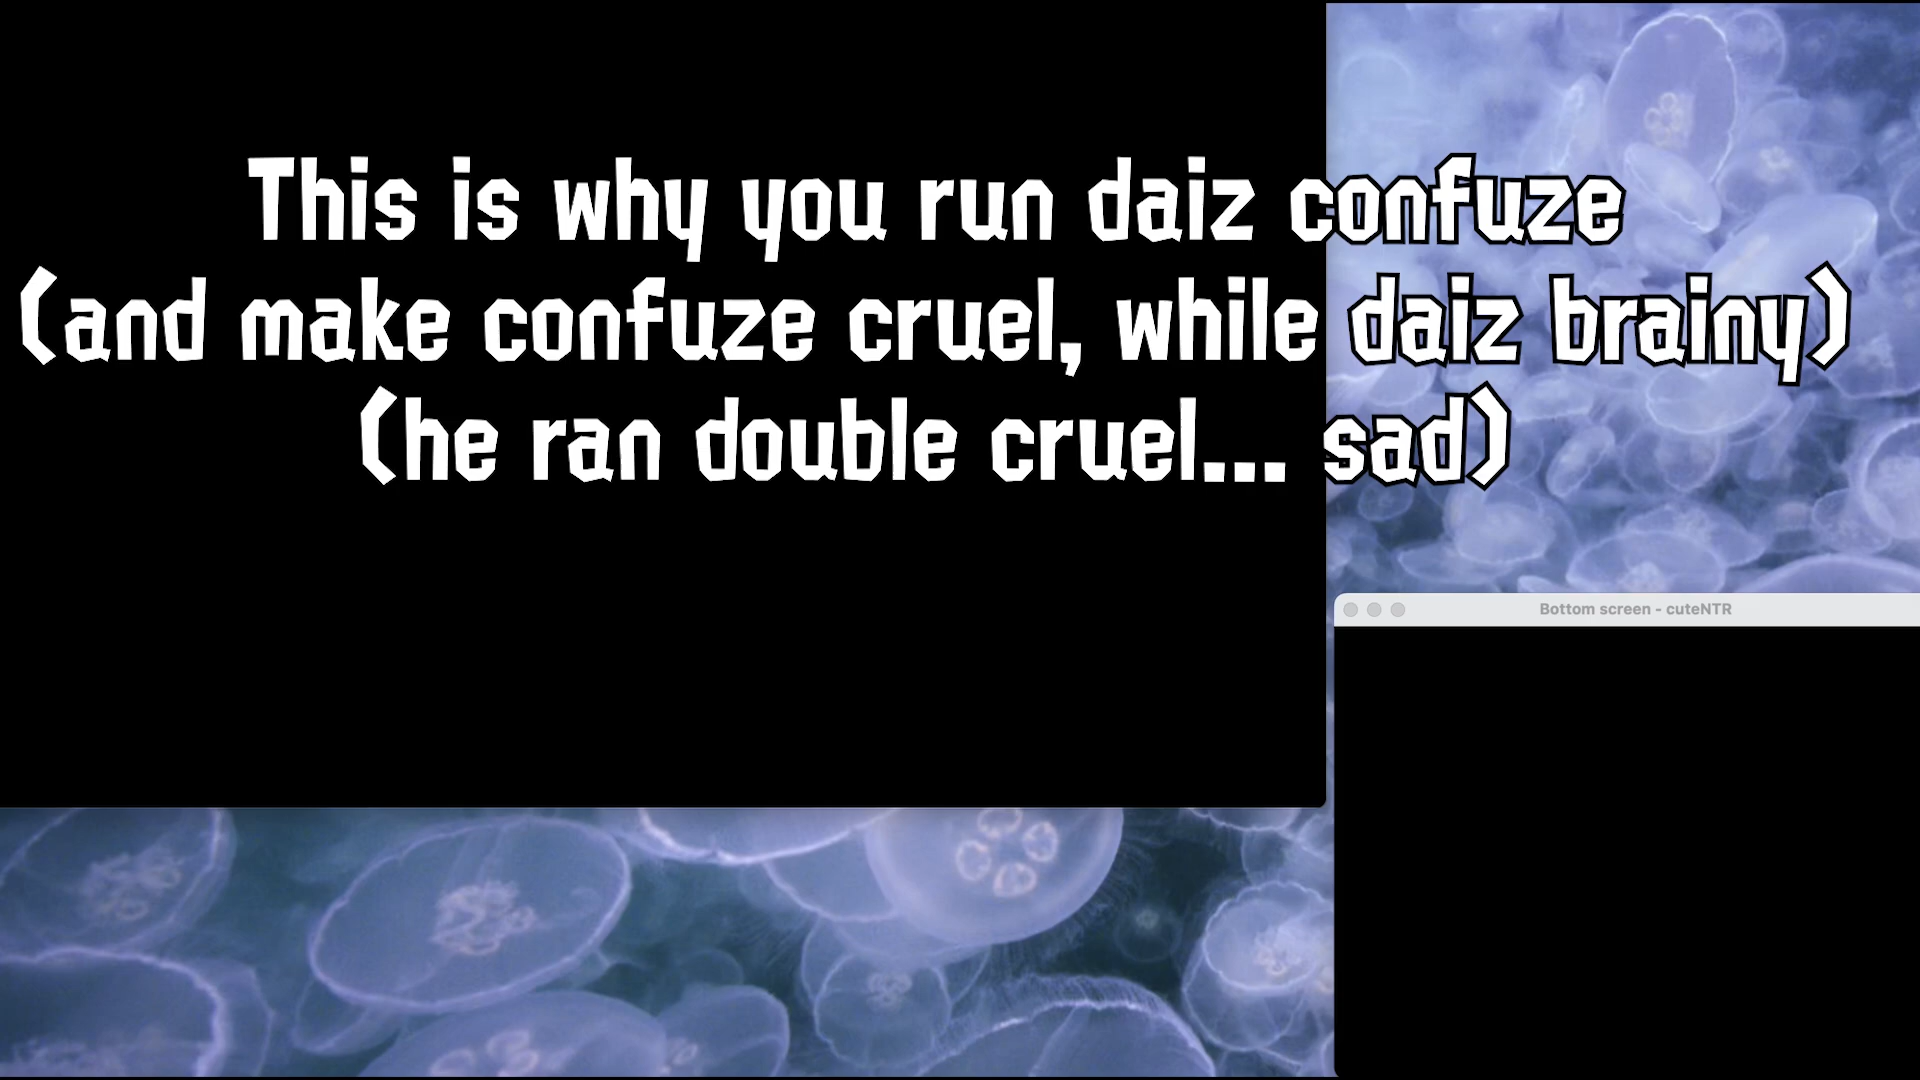 This is why you run daiz confuze
(and make confuze cruel, while daiz brainy)
(he ran double cruel... sad)
Bottom screen - cuteNTR